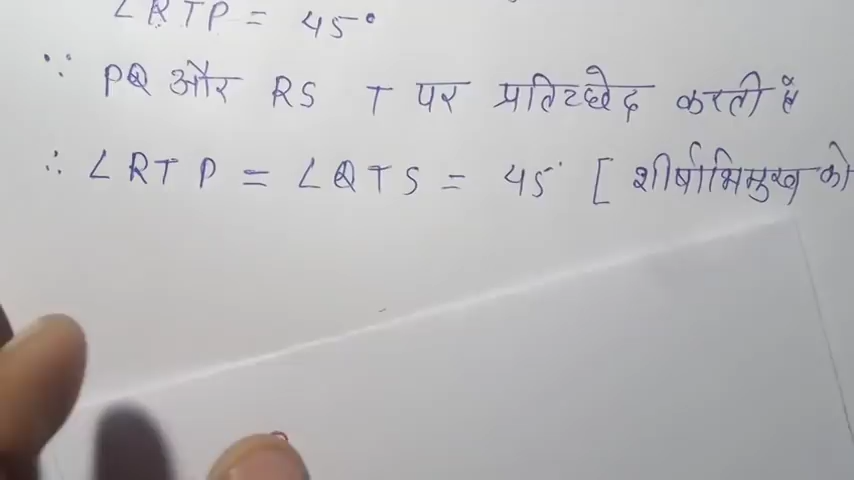 ∠RTP = 45°
∵ PQ और RS T पर प्रतिच्छेद करती है
∴ ∠RTP = ∠QTS = 45° [ शीर्षाभिमुख को